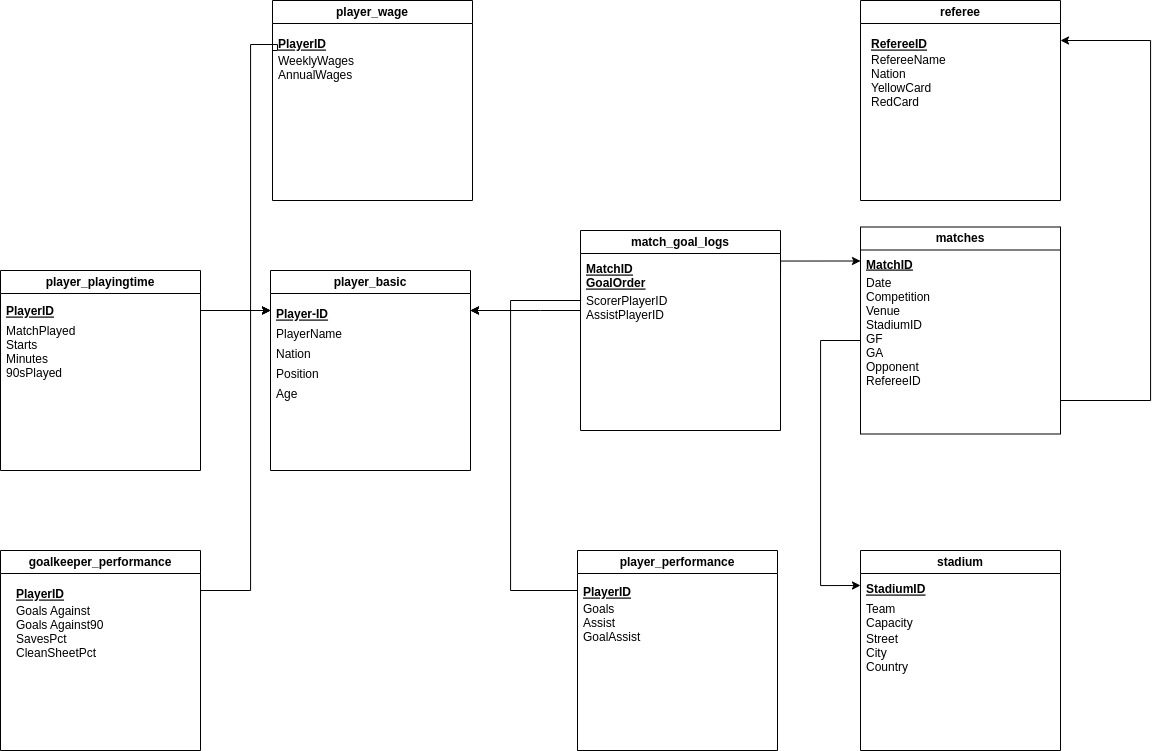 player_wage
PlayerID
WeeklyWages
AnnualWages
referee
RefereeID
RefereeName
Nation
YellowCard
RedCard
player_playingtime
PlayerID
MatchPlayed
Starts
Minutes
90sPlayed
player_basic
Player-ID
PlayerName
Nation
Position
Age
match_goal_logs
MatchID
GoalOrder
ScorerPlayerID
AssistPlayerID
matches
MatchID
Date
Competition
Venue
StadiumID
GF
GA
Opponent
RefereeID
goalkeeper_performance
PlayerID
Goals Against
Goals Against90
SavesPct
CleanSheetPct
player_performance
PlayerID
Goals
Assist
GoalAssist
stadium
StadiumID
Team
Capacity
Street
City
Country